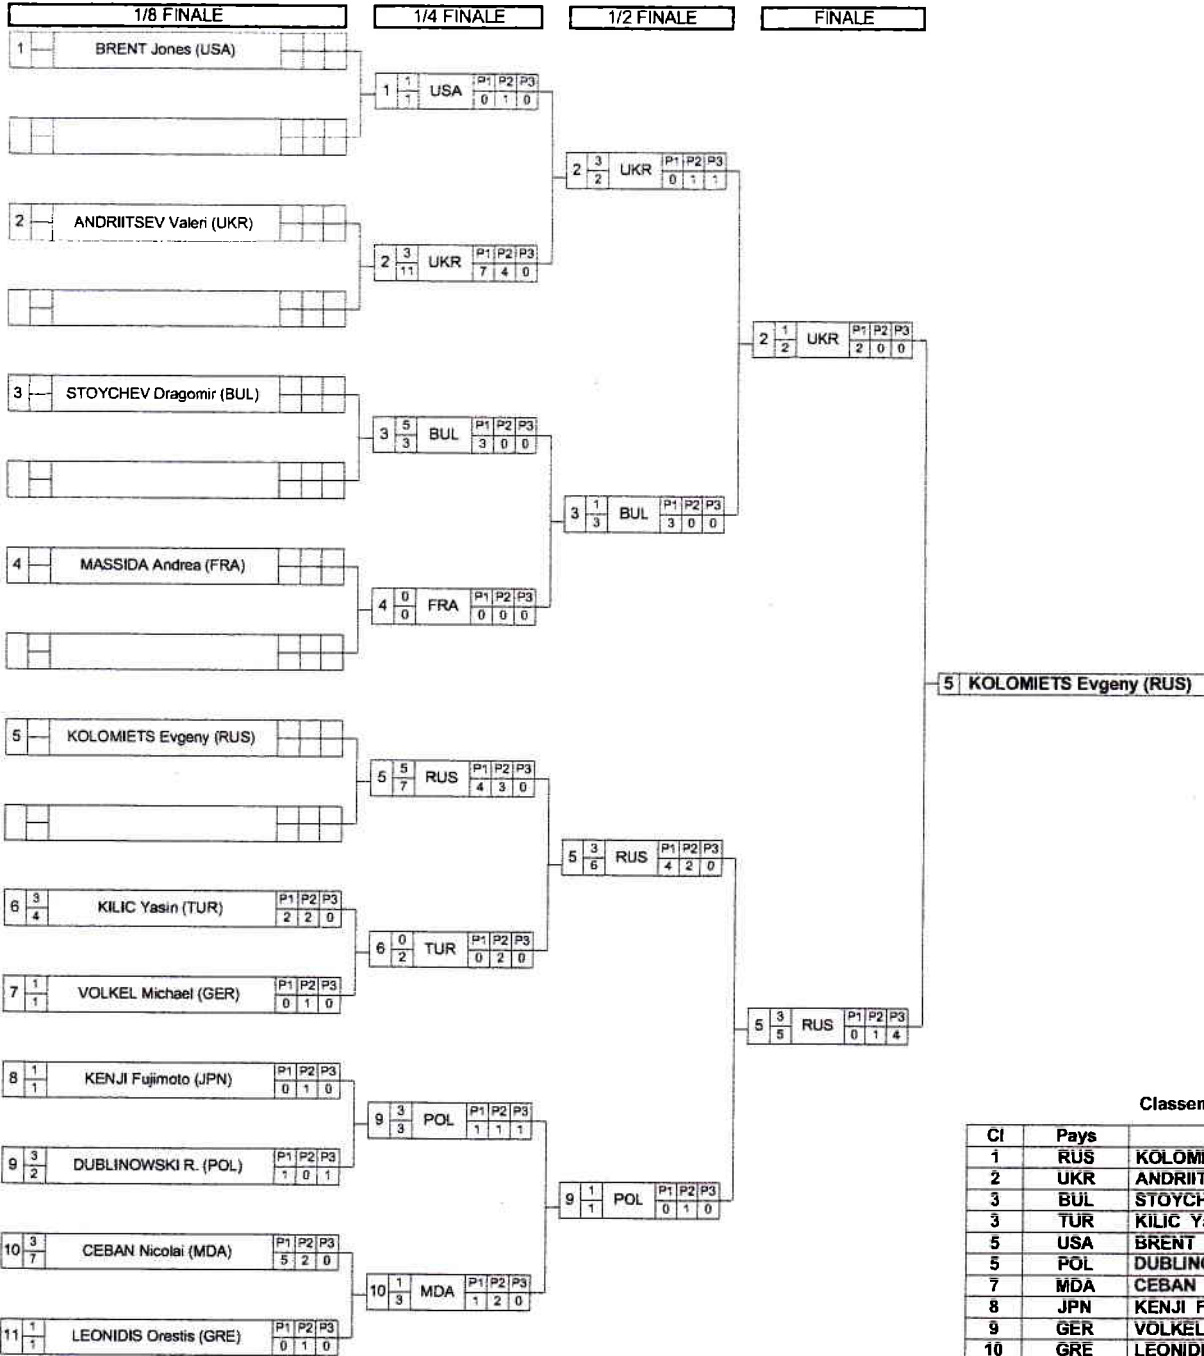 1/8 FINALE 1/4 FINALE 1/2 FINALE FINALE
1 BRENT Jones (USA)
1 1 1 USA P1 P2 P3 0 1 0
2 3 2 UKR P1 P2 P3 0 1 1
2 ANDRIITSEV Valeri (UKR)
2 3 11 UKR P1 P2 P3 7 4 0
2 1 2 UKR P1 P2 P3 2 0 0
3 STOYCHEV Dragomir (BUL)
3 5 3 BUL P1 P2 P3 3 0 0
3 1 3 BUL P1 P2 P3 3 0 0
4 MASSIDA Andrea (FRA)
4 0 0 FRA P1 P2 P3 0 0 0
5 KOLOMIETS Evgeny (RUS)
5 KOLOMIETS Evgeny (RUS)
5 5 7 RUS P1 P2 P3 4 3 0
5 3 6 RUS P1 P2 P3 4 2 0
6 3 4 KILIC Yasin (TUR) P1 P2 P3 2 2 0
6 0 2 TUR P1 P2 P3 0 2 0
7 1 1 VOLKEL Michael (GER) P1 P2 P3 0 1 0
5 3 5 RUS P1 P2 P3 0 1 4
8 1 1 KENJI Fujimoto (JPN) P1 P2 P3 0 1 0
9 3 3 POL P1 P2 P3 1 1 1
9 3 2 DUBLINOWSKI R. (POL) P1 P2 P3 1 0 1
9 1 1 POL P1 P2 P3 0 1 0
10 3 7 CEBAN Nicolai (MDA) P1 P2 P3 5 2 0
10 1 3 MDA P1 P2 P3 1 2 0
11 1 1 LEONIDIS Orestis (GRE) P1 P2 P3 0 1 0
Cl Pays
1 RUS
2 UKR
3 BUL
3 TUR KILIC
5 USA BRENT
5 POL
7 MDA CEBAN
8 JPN KENJI
9 GER VOLKEL
10 GRE